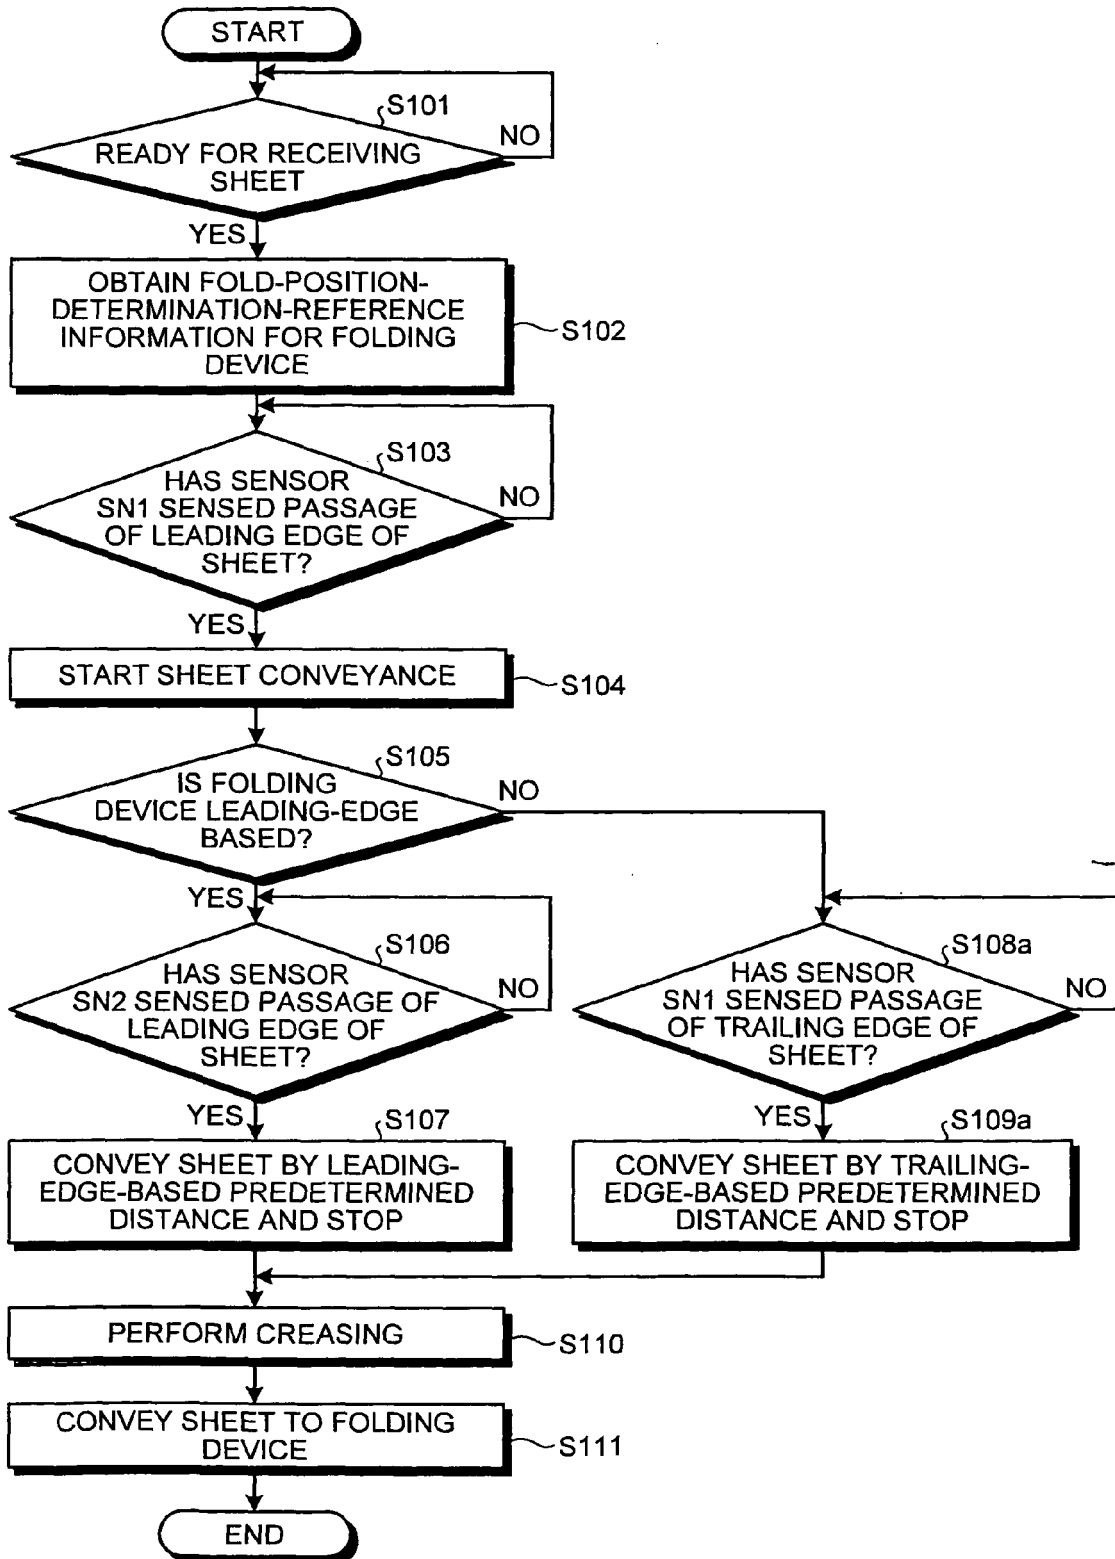 START
S101
READY FOR RECEIVING
SHEET
NO
YES
OBTAIN FOLD-POSITION-
DETERMINATION-REFERENCE
INFORMATION FOR FOLDING
DEVICE
S102
S103
HAS SENSOR
SN1 SENSED PASSAGE
OF LEADING EDGE OF
SHEET?
NO
YES
START SHEET CONVEYANCE
S104
S105
IS FOLDING
DEVICE LEADING-EDGE
BASED?
NO
YES
S106
HAS SENSOR
SN2 SENSED PASSAGE OF
LEADING EDGE OF
SHEET?
NO
YES
S108a
HAS SENSOR
SN1 SENSED PASSAGE
OF TRAILING EDGE OF
SHEET?
NO
YES
S107
CONVEY SHEET BY LEADING-
EDGE-BASED PREDETERMINED
DISTANCE AND STOP
S109a
CONVEY SHEET BY TRAILING-
EDGE-BASED PREDETERMINED
DISTANCE AND STOP
PERFORM CREASING
S110
CONVEY SHEET TO FOLDING
DEVICE
S111
END